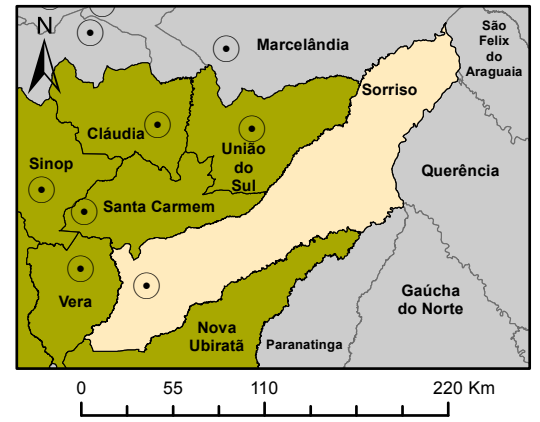 N
Marcelândia
São
Felix
do
Araguaia
Sorriso
Cláudia
União
do
Sul
Sinop
Querência
Santa Carmem
Vera
Gaúcha
do Norte
Nova
Ubiratã
Paranatinga
0 55 110 220 Km